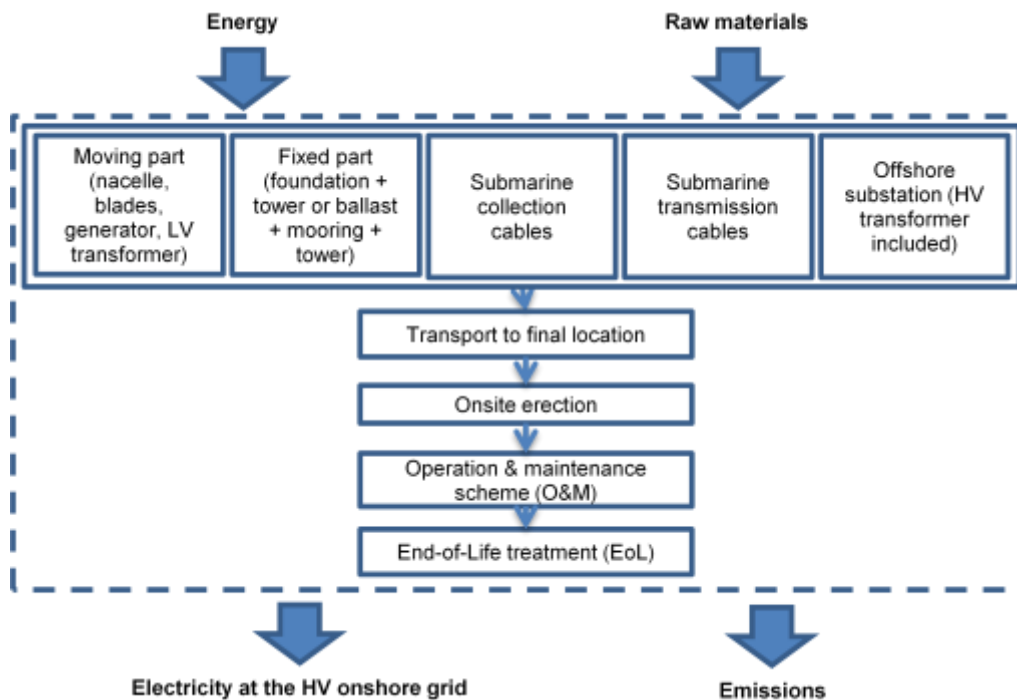 Energy
Raw materials
Moving part
(nacelle,
blades,
generator, LV
transformer)
Fixed part
(foundation +
tower or ballast
+ mooring +
tower)
Submarine
collection
cables
Submarine
transmission
cables
Offshore
substation (HV
transformer
included)
Transport to final location
Onsite erection
Operation & maintenance
scheme (O&M)
End-of-Life treatment (EoL)
Electricity at the HV onshore grid
Emissions